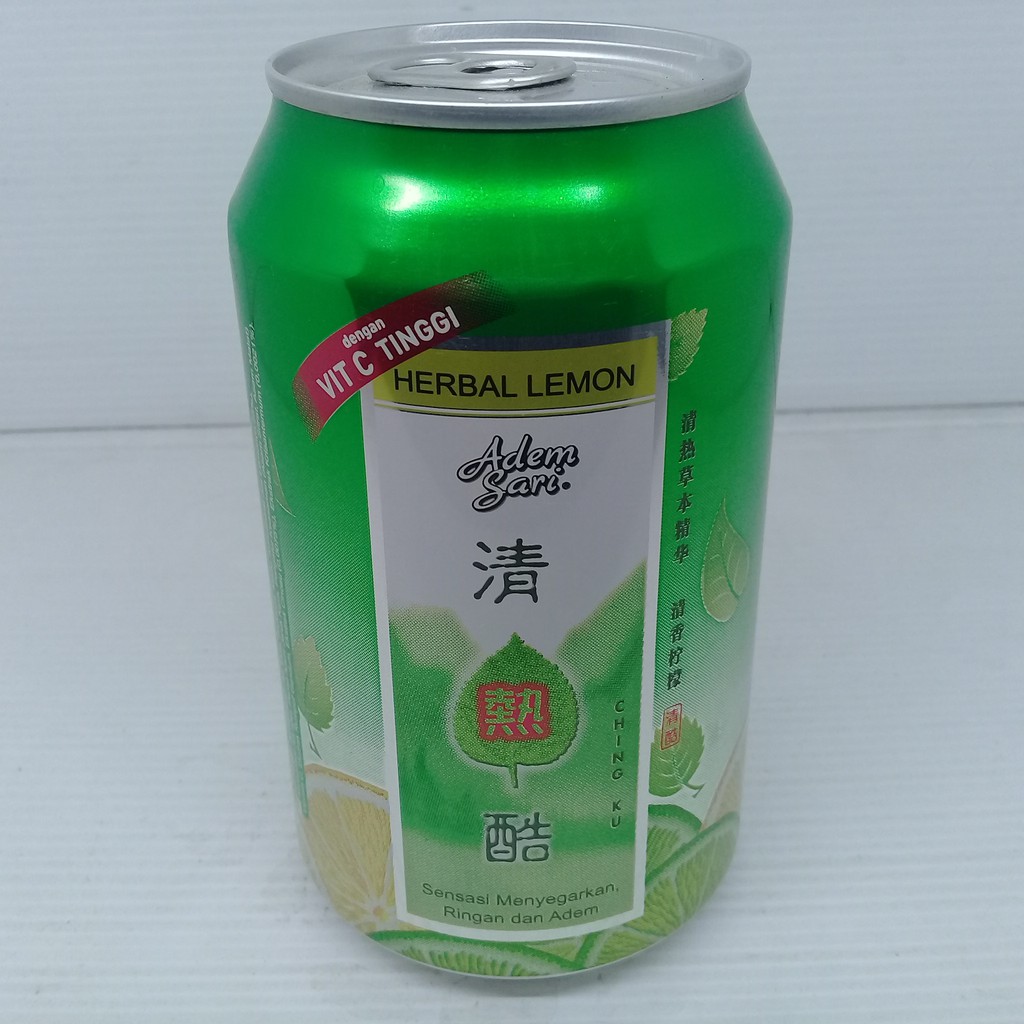 dengan
VIT C TINGGI
HERBAL LEMON
Adem
Sari
清
熱
酷
CHING KU
Sensasi Menyegarkan,
Ringan dan Adem
清热草本精华 清香柠檬